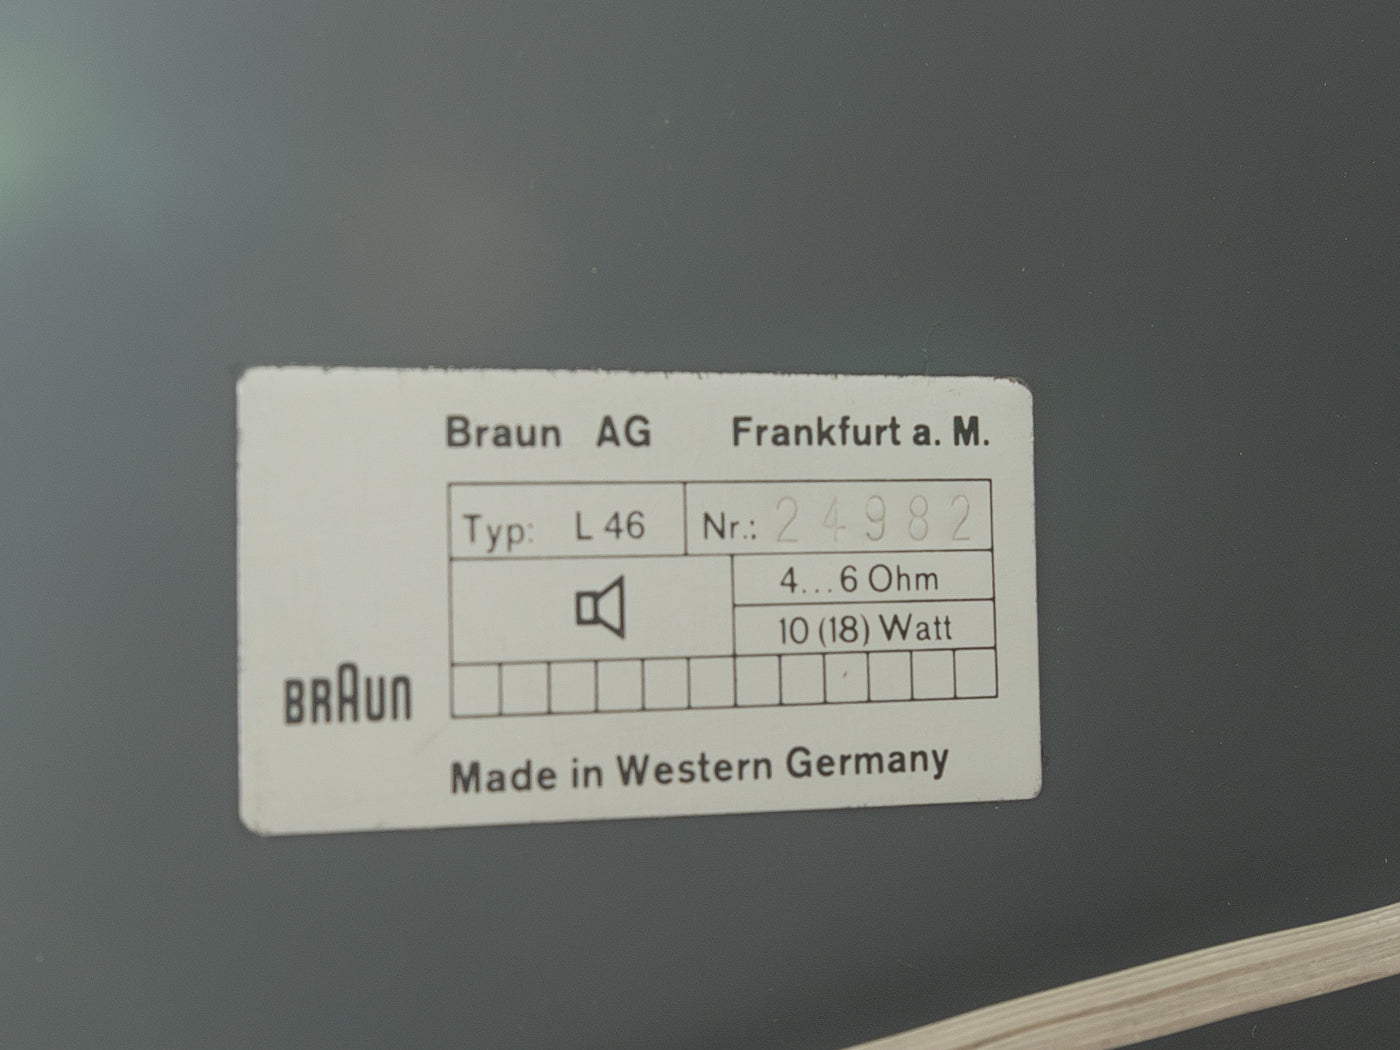 Braun AG Frankfurt a. M.
Typ: L 46 Nr.: 24982
4...6 Ohm
10 (18) Watt
BRAUN
Made in Western Germany